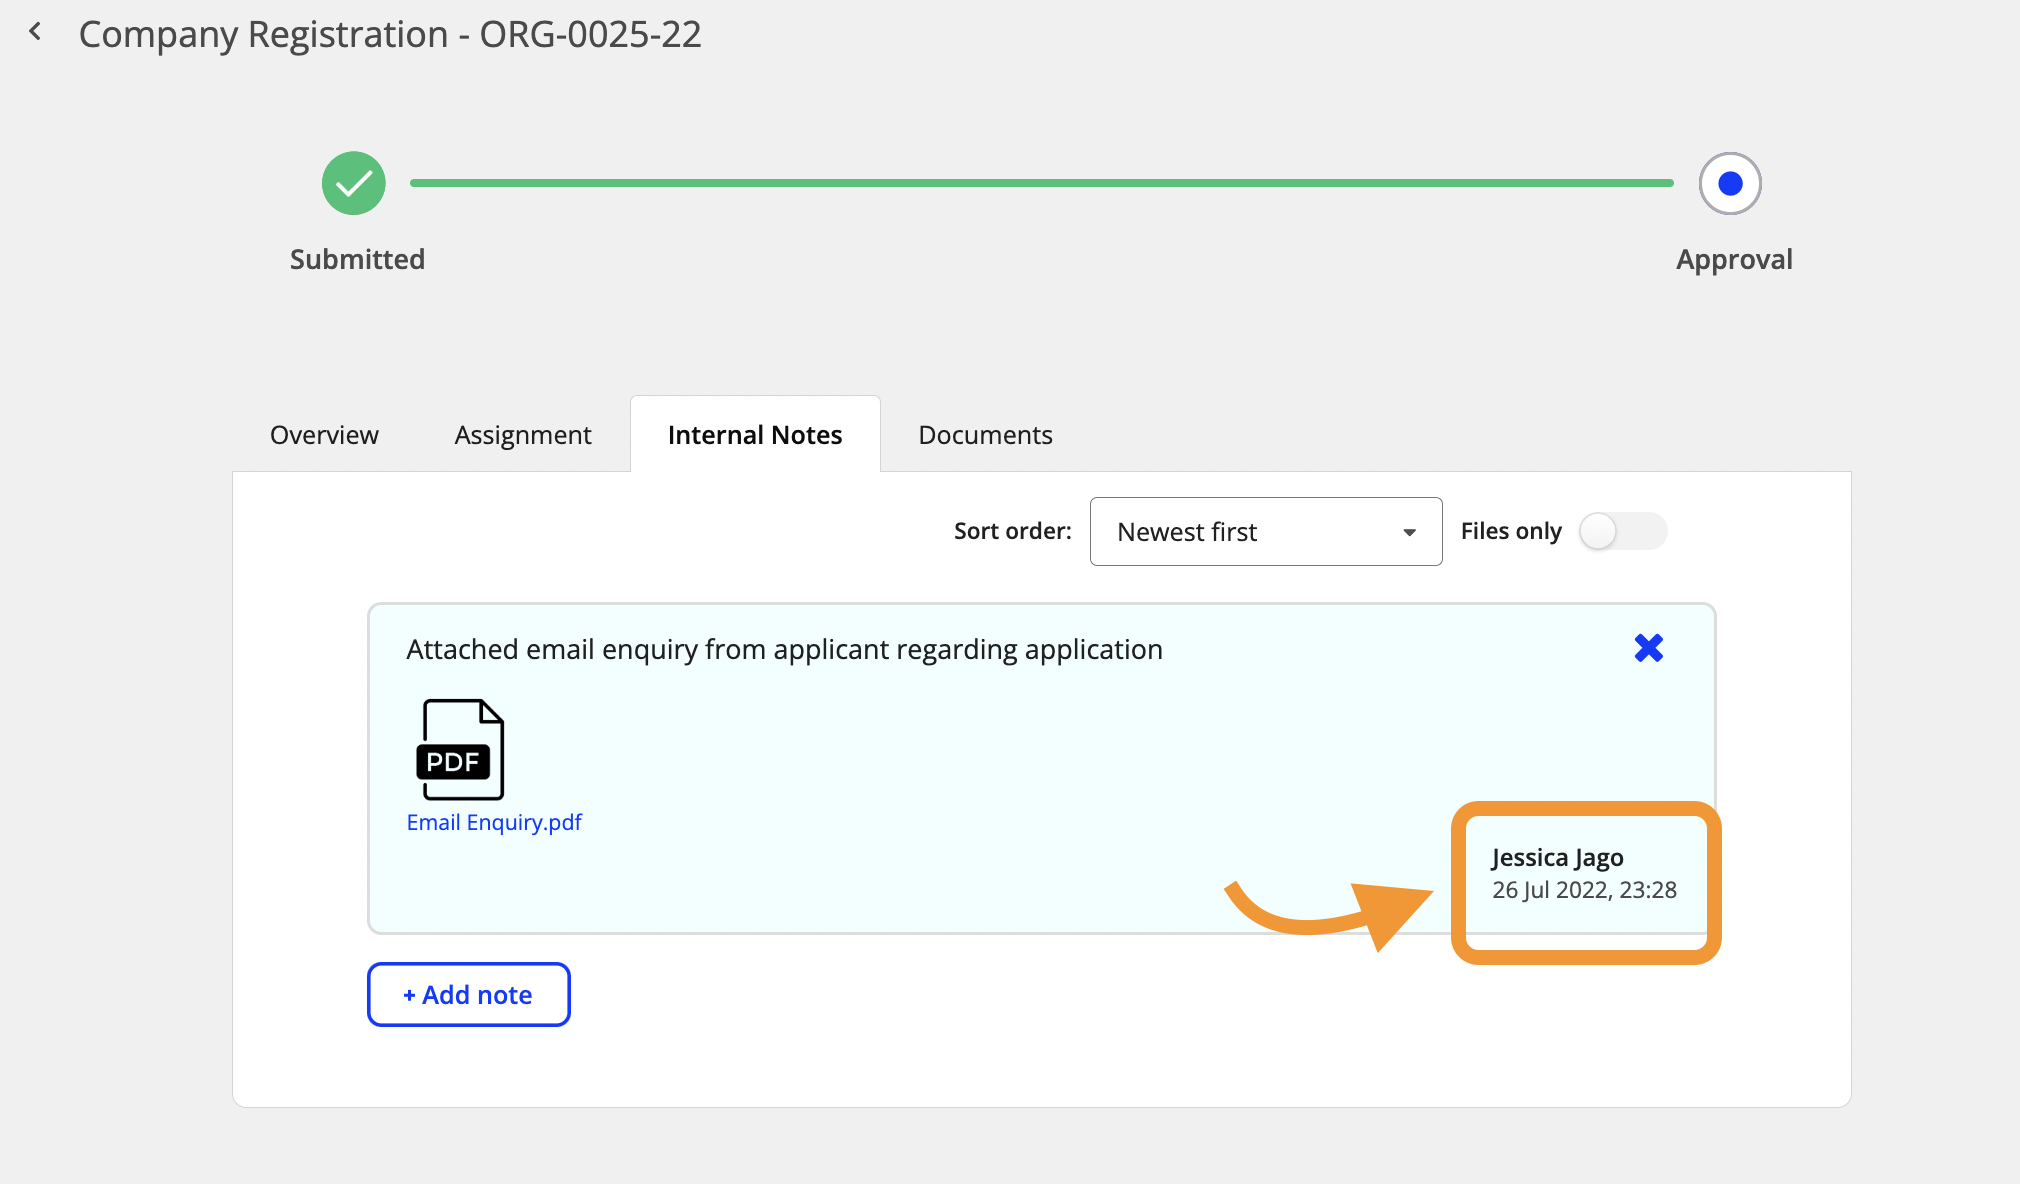 Company Registration - ORG-0025-22
Submitted
Approval
Overview
Assignment
Internal Notes
Documents
Sort order:
Newest first
Files only
Attached email enquiry from applicant regarding application
PDF
Email Enquiry.pdf
Jessica Jago
26 Jul 2022, 23:28
+ Add note